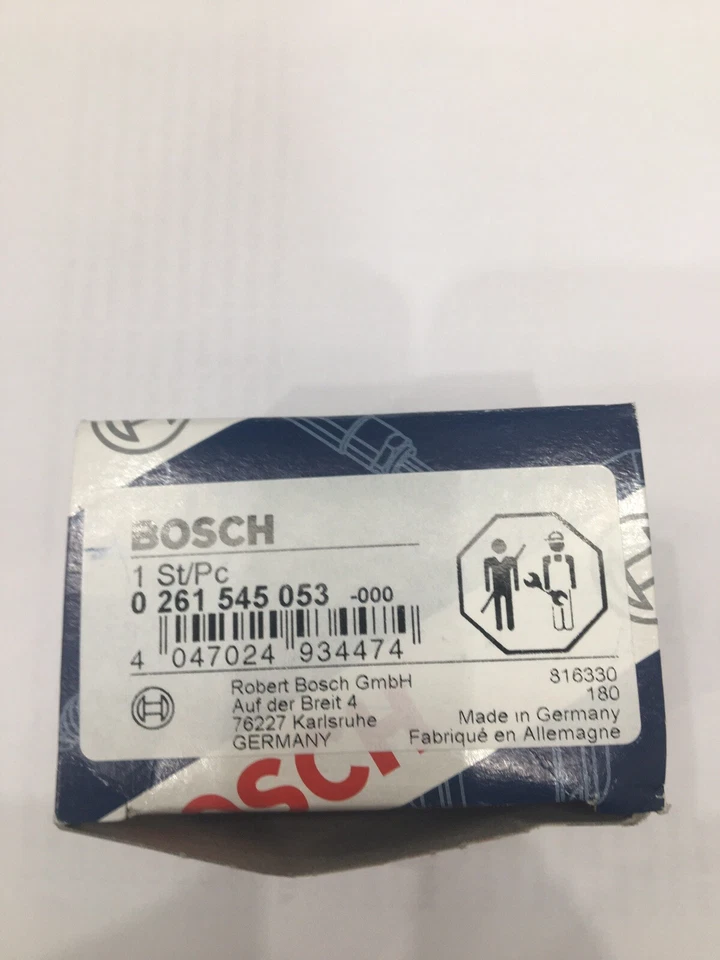 BOSCH
1 St/Pc
0 261 545 053 -000
4 047024 934474
Robert Bosch GmbH
Auf der Breit 4
76227 Karlsruhe
GERMANY
816330
180
Made in Germany
Fabriqué en Allemagne
OSCH